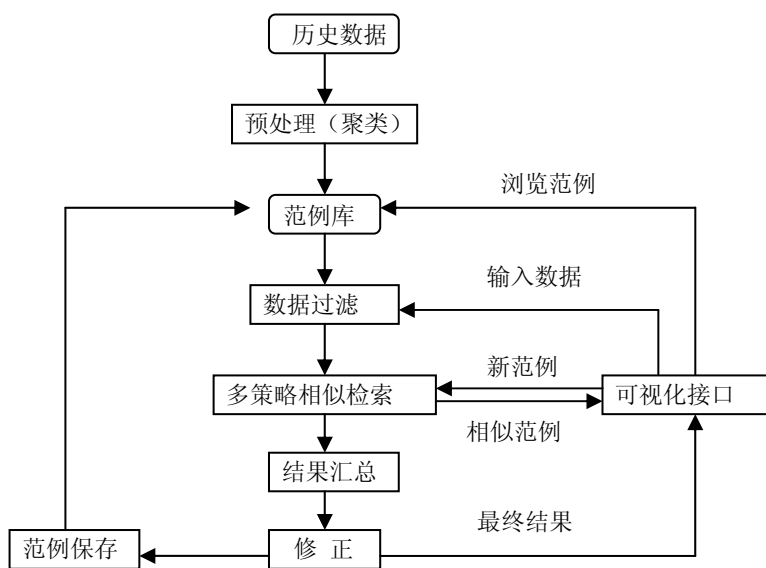 历史数据
预处理（聚类）
浏览范例
范例库
输入数据
数据过滤
新范例
多策略相似检索
可视化接口
相似范例
结果汇总
最终结果
范例保存
修 正